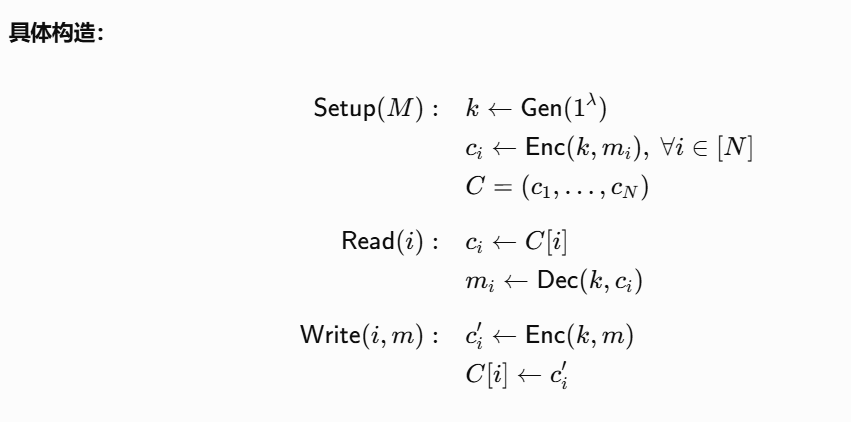 具体构造：
Setup(M) : k ← Gen(1^λ)
c_i ← Enc(k, m_i), ∀i ∈ [N]
C = (c_1, …, c_N)
Read(i) : c_i ← C[i]
m_i ← Dec(k, c_i)
Write(i, m) : c′_i ← Enc(k, m)
C[i] ← c′_i